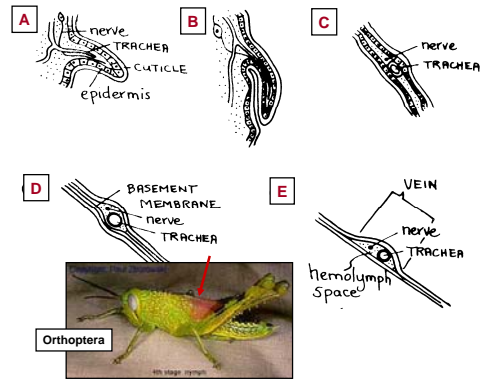 A
nerve
TRACHEA
CUTICLE
epidermis
B
C
nerve
TRACHEA
D
BASEMENT
MEMBRANE
nerve
TRACHEA
E
VEIN
nerve
TRACHEA
hemolymph
space
Orthoptera
4th stage nymph